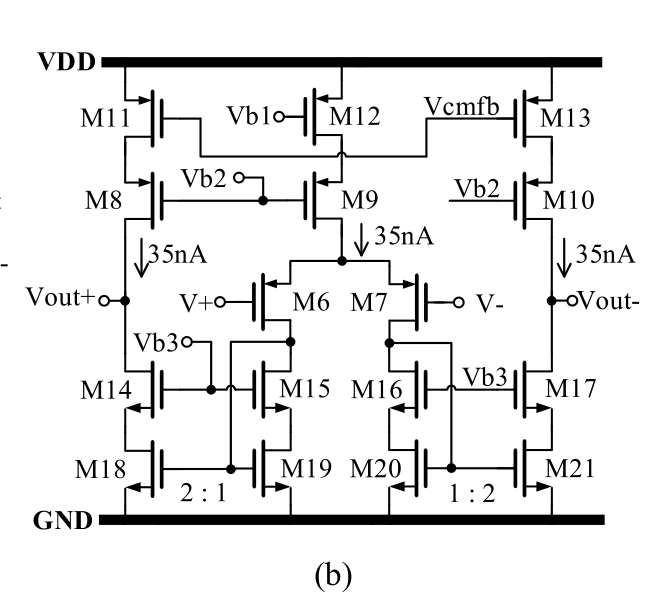 VDD
M11
Vb1
M12
Vcmfb
M13
M8
Vb2
M9
Vb2
M10
35nA
35nA
35nA
Vout+
V+
M6
M7
V-
Vout-
Vb3
M14
M15
M16
Vb3
M17
M18
2 : 1
M19
M20
1 : 2
M21
GND
(b)